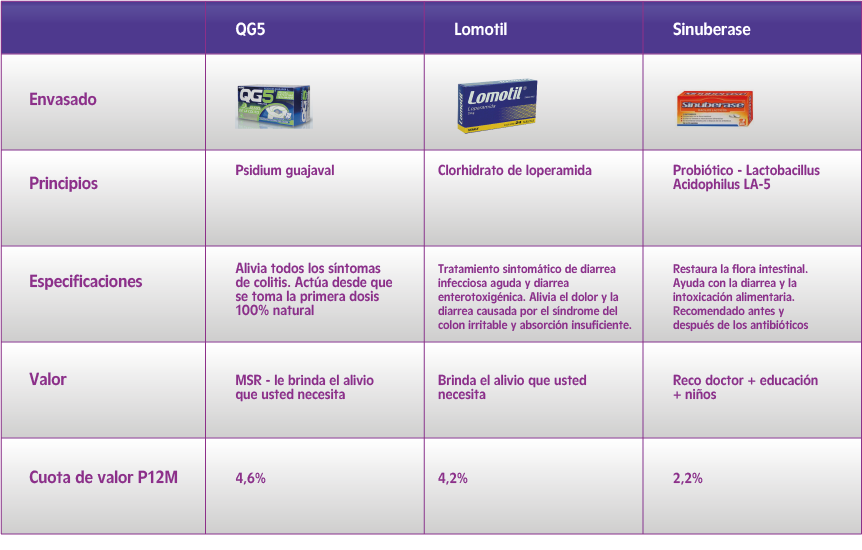 QG5 Lomotil Sinuberase
Envasado
QG5
Lomotil
Loperamida
Sinuberase
Principios
Psidium guajaval
Clorhidrato de loperamida
Probiótico - Lactobacillus
Acidophilus LA-5
Especificaciones
Alivia todos los síntomas
de colitis. Actúa desde que
se toma la primera dosis
100% natural
Tratamiento sintomático de diarrea
infecciosa aguda y diarrea
enterotoxigénica. Alivia el dolor y la
diarrea causada por el síndrome del
colon irritable y absorción insuficiente.
Restaura la flora intestinal.
Ayuda con la diarrea y la
intoxicación alimentaria.
Recomendado antes y
después de los antibióticos
Valor
MSR - le brinda el alivio
que usted necesita
Brinda el alivio que usted
necesita
Reco doctor + educación
+ niños
Cuota de valor P12M
4,6%
4,2%
2,2%